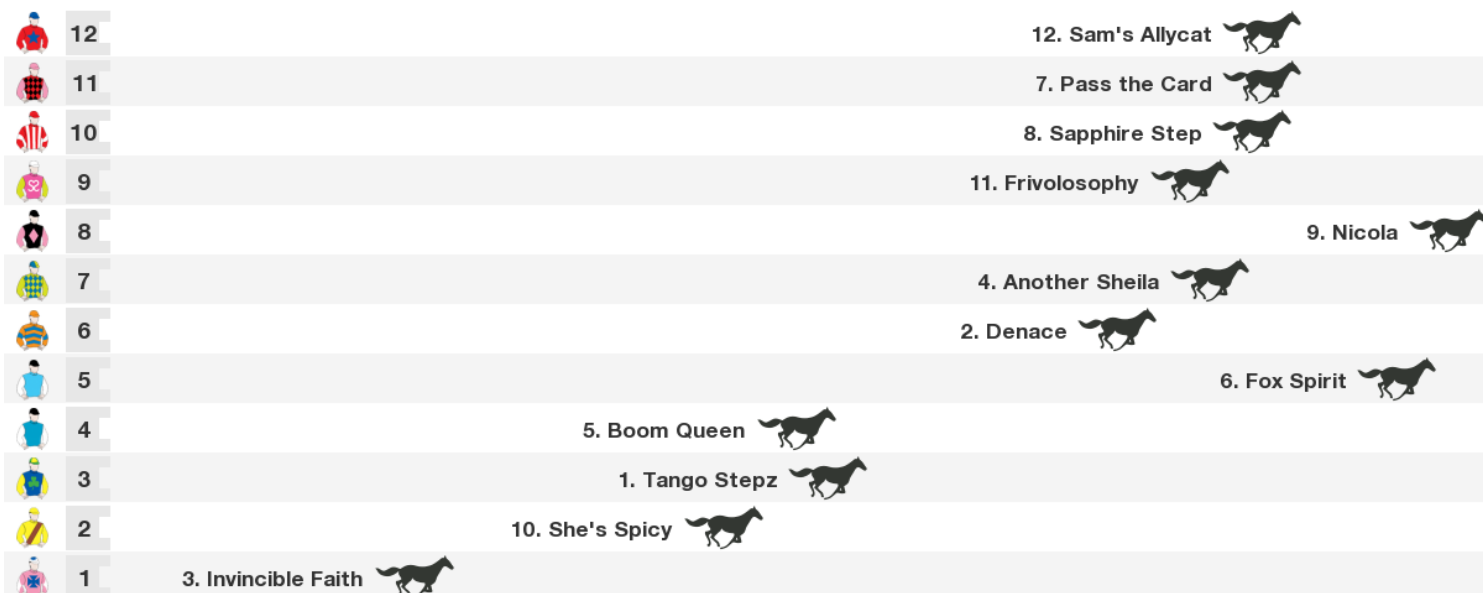 12 12. Sam's Allycat
11 7. Pass the Card
10 8. Sapphire Step
9 11. Frivolosophy
8 9. Nicola
7 4. Another Sheila
6 2. Denace
5 6. Fox Spirit
4 5. Boom Queen
3 1. Tango Stepz
2 10. She's Spicy
1 3. Invincible Faith